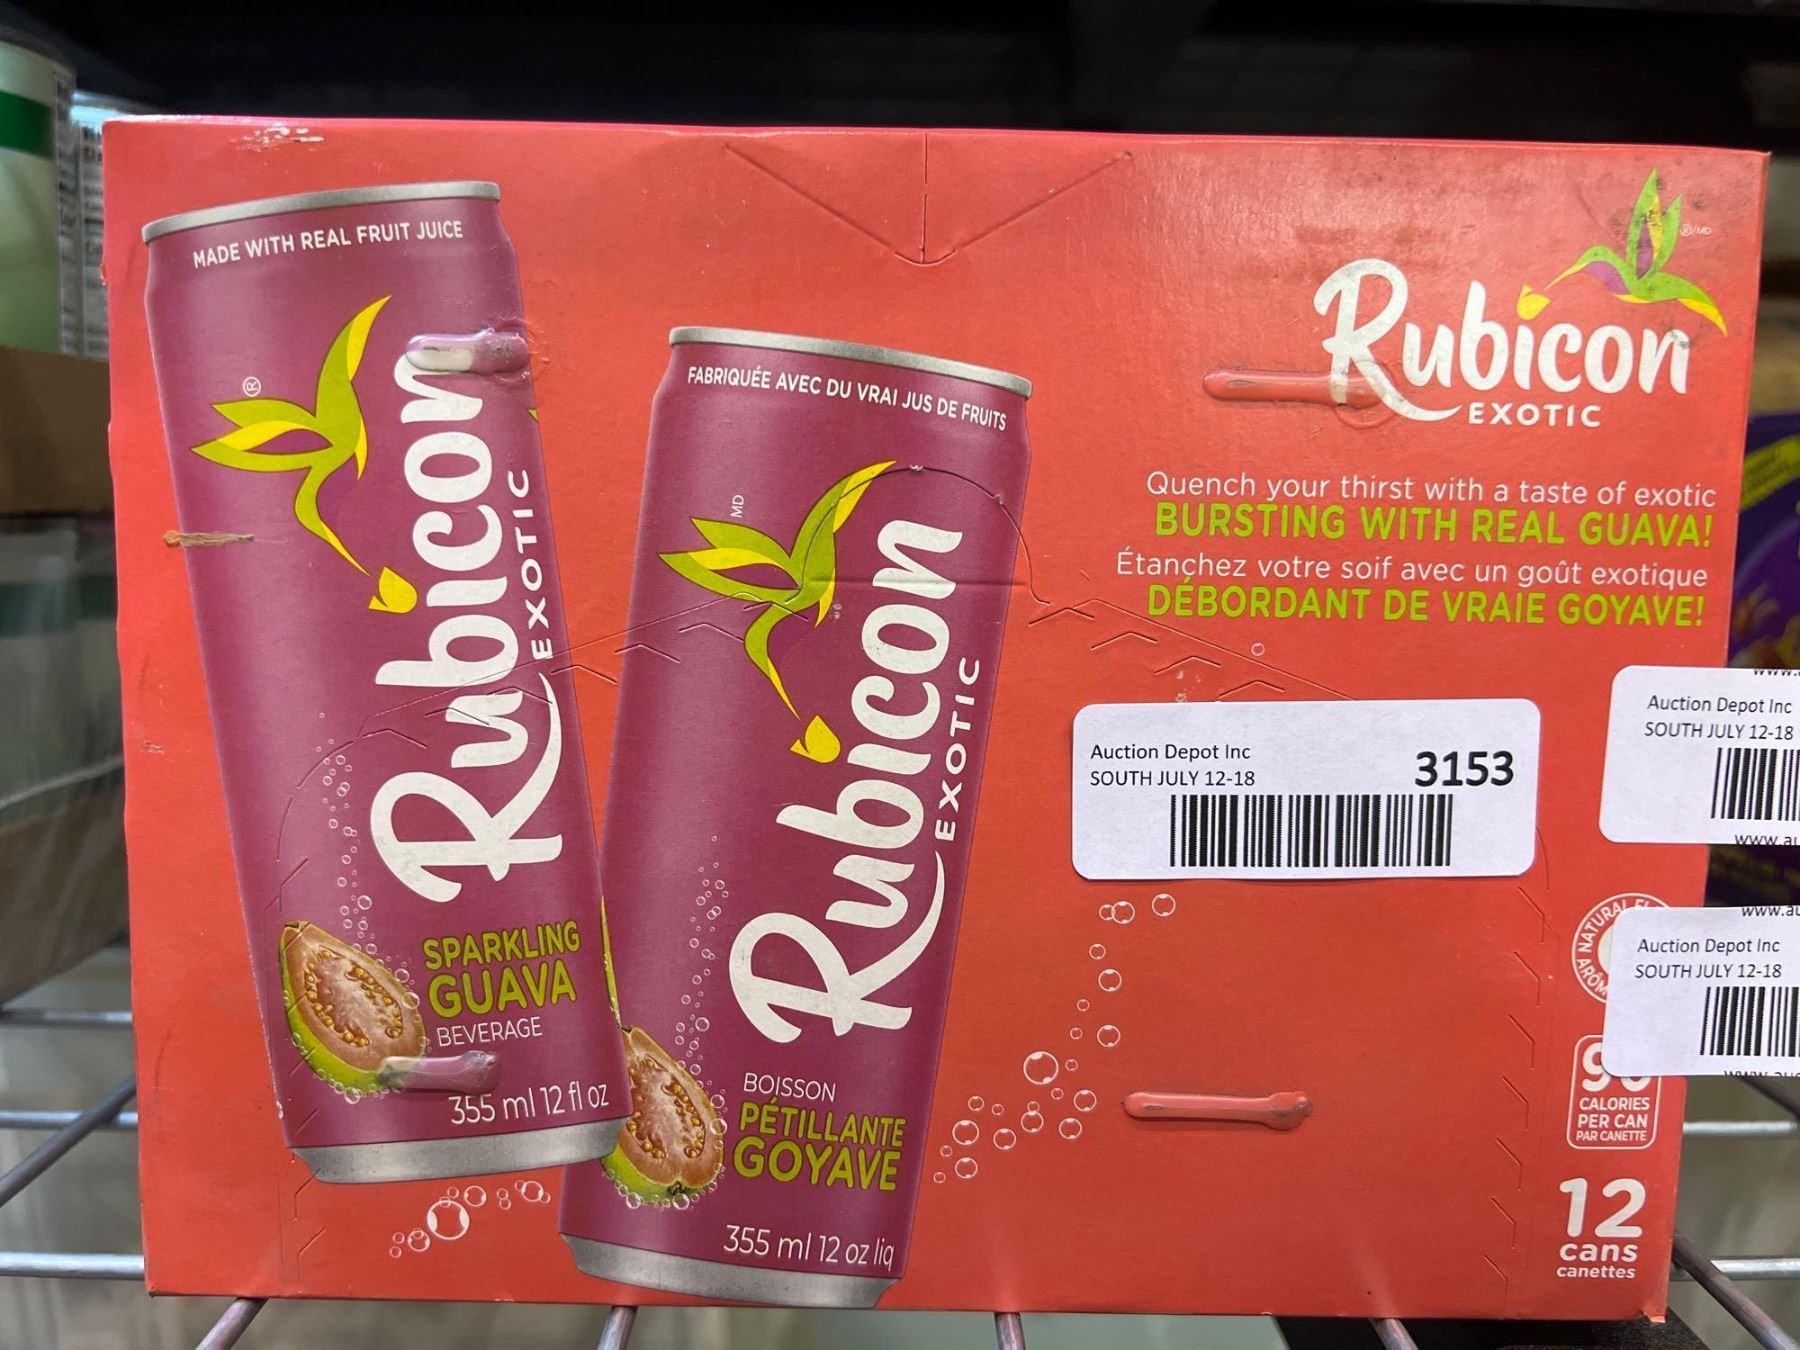 MADE WITH REAL FRUIT JUICE
®
Rubicon
EXOTIC
SPARKLING
GUAVA
BEVERAGE
355 ml 12 fl oz
FABRIQUÉE AVEC DU VRAI JUS DE FRUITS
MD
Rubicon
EXOTIC
BOISSON
PÉTILLANTE
GOYAVE
355 ml 12 oz liq
®/MD
Rubicon
EXOTIC
Quench your thirst with a taste of exotic
BURSTING WITH REAL GUAVA!
Étanchez votre soif avec un goût exotique
DÉBORDANT DE VRAIE GOYAVE!
Auction Depot Inc
SOUTH JULY 12-18
3153
Auction Depot Inc
SOUTH JULY 12-18
Auction Depot Inc
SOUTH JULY 12-18
NATURAL
CALORIES
PER CAN
PAR CANETTE
12
cans
canettes